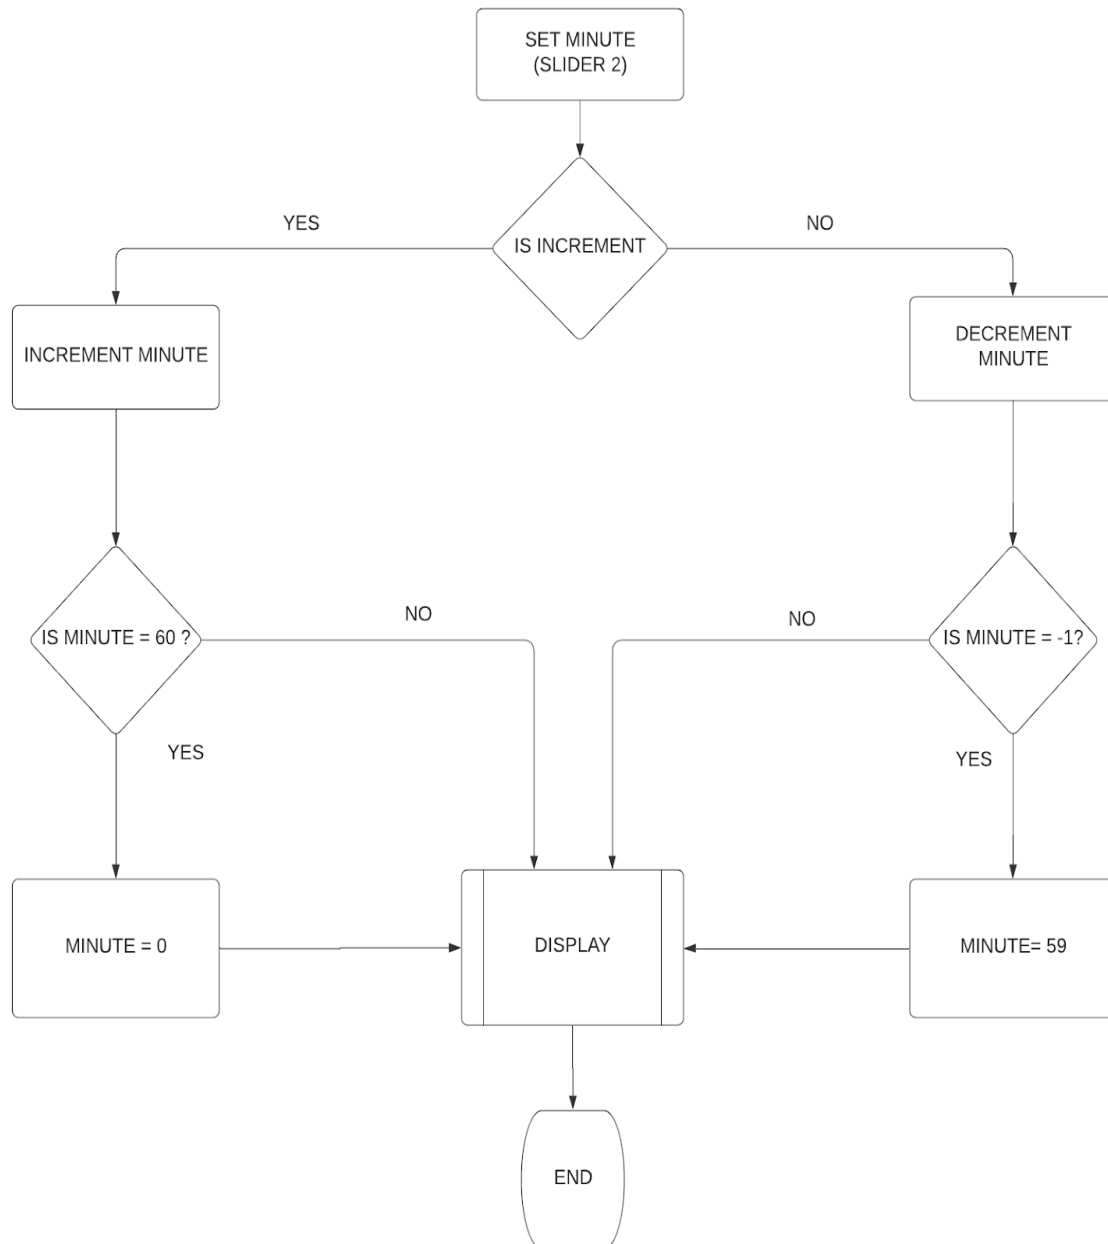 SET MINUTE
(SLIDER 2)
YES
NO
IS INCREMENT
INCREMENT MINUTE
DECREMENT
MINUTE
IS MINUTE = 60 ?
NO
NO
IS MINUTE = -1?
YES
YES
MINUTE = 0
DISPLAY
MINUTE= 59
END